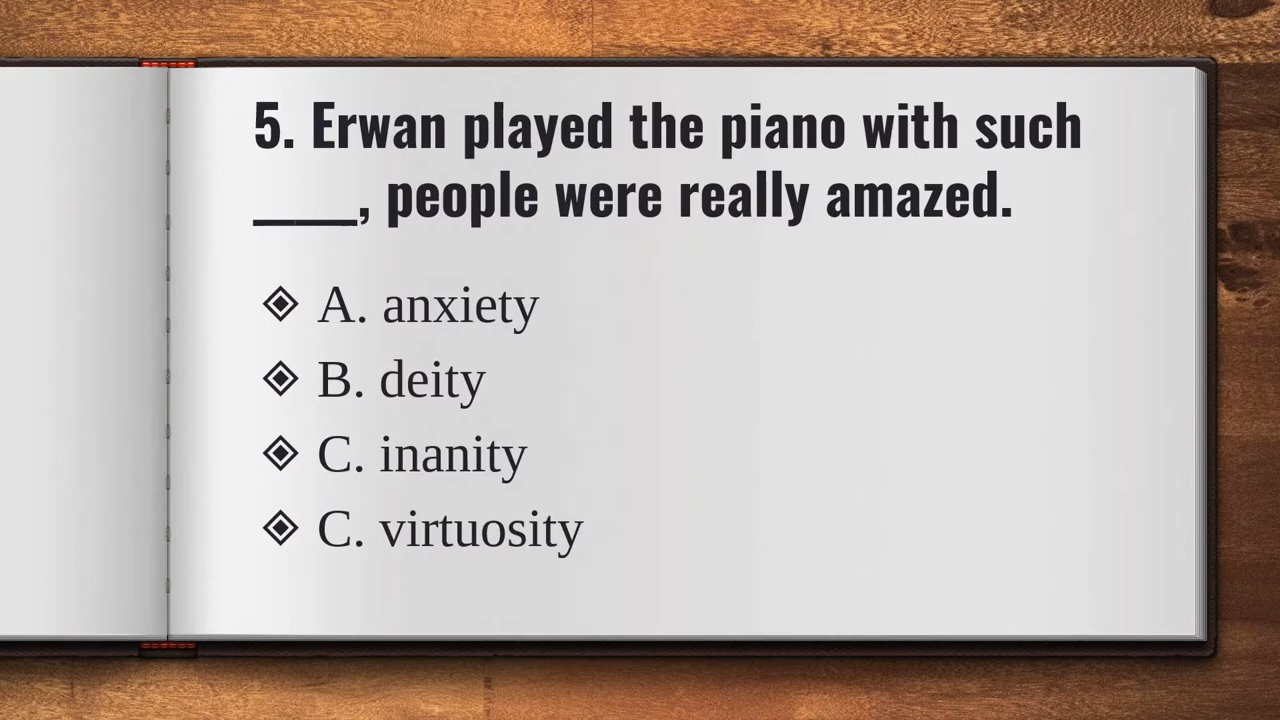 5. Erwan played the piano with such
____, people were really amazed.
A. anxiety
B. deity
C. inanity
C. virtuosity